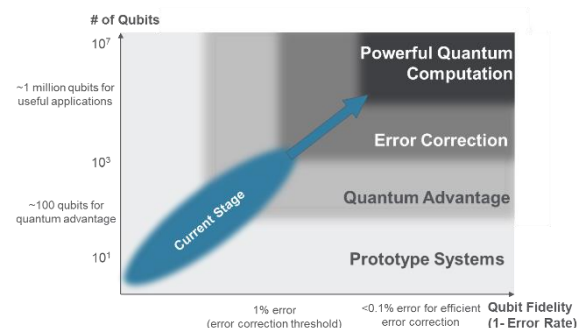 # of Qubits
10⁷
~1 million qubits for
useful applications
10³
~100 qubits for
quantum advantage
10¹
Powerful Quantum
Computation
Error Correction
Quantum Advantage
Prototype Systems
Current Stage
1% error
(error correction threshold)
<0.1% error for efficient
error correction
Qubit Fidelity
(1- Error Rate)